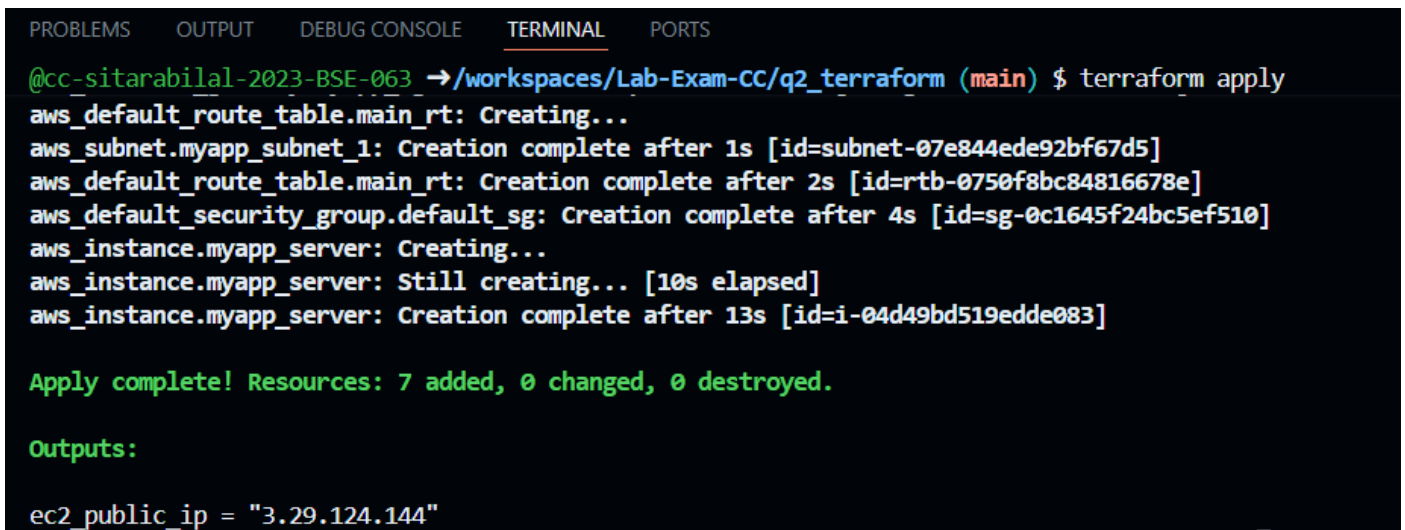 PROBLEMS OUTPUT DEBUG CONSOLE TERMINAL PORTS
@cc-sitarabilal-2023-BSE-063 ➜/workspaces/Lab-Exam-CC/q2_terraform (main) $ terraform apply
aws_default_route_table.main_rt: Creating...
aws_subnet.myapp_subnet_1: Creation complete after 1s [id=subnet-07e844ede92bf67d5]
aws_default_route_table.main_rt: Creation complete after 2s [id=rtb-0750f8bc84816678e]
aws_default_security_group.default_sg: Creation complete after 4s [id=sg-0c1645f24bc5ef510]
aws_instance.myapp_server: Creating...
aws_instance.myapp_server: Still creating... [10s elapsed]
aws_instance.myapp_server: Creation complete after 13s [id=i-04d49bd519edde083]
Apply complete! Resources: 7 added, 0 changed, 0 destroyed.
Outputs:
ec2_public_ip = "3.29.124.144"